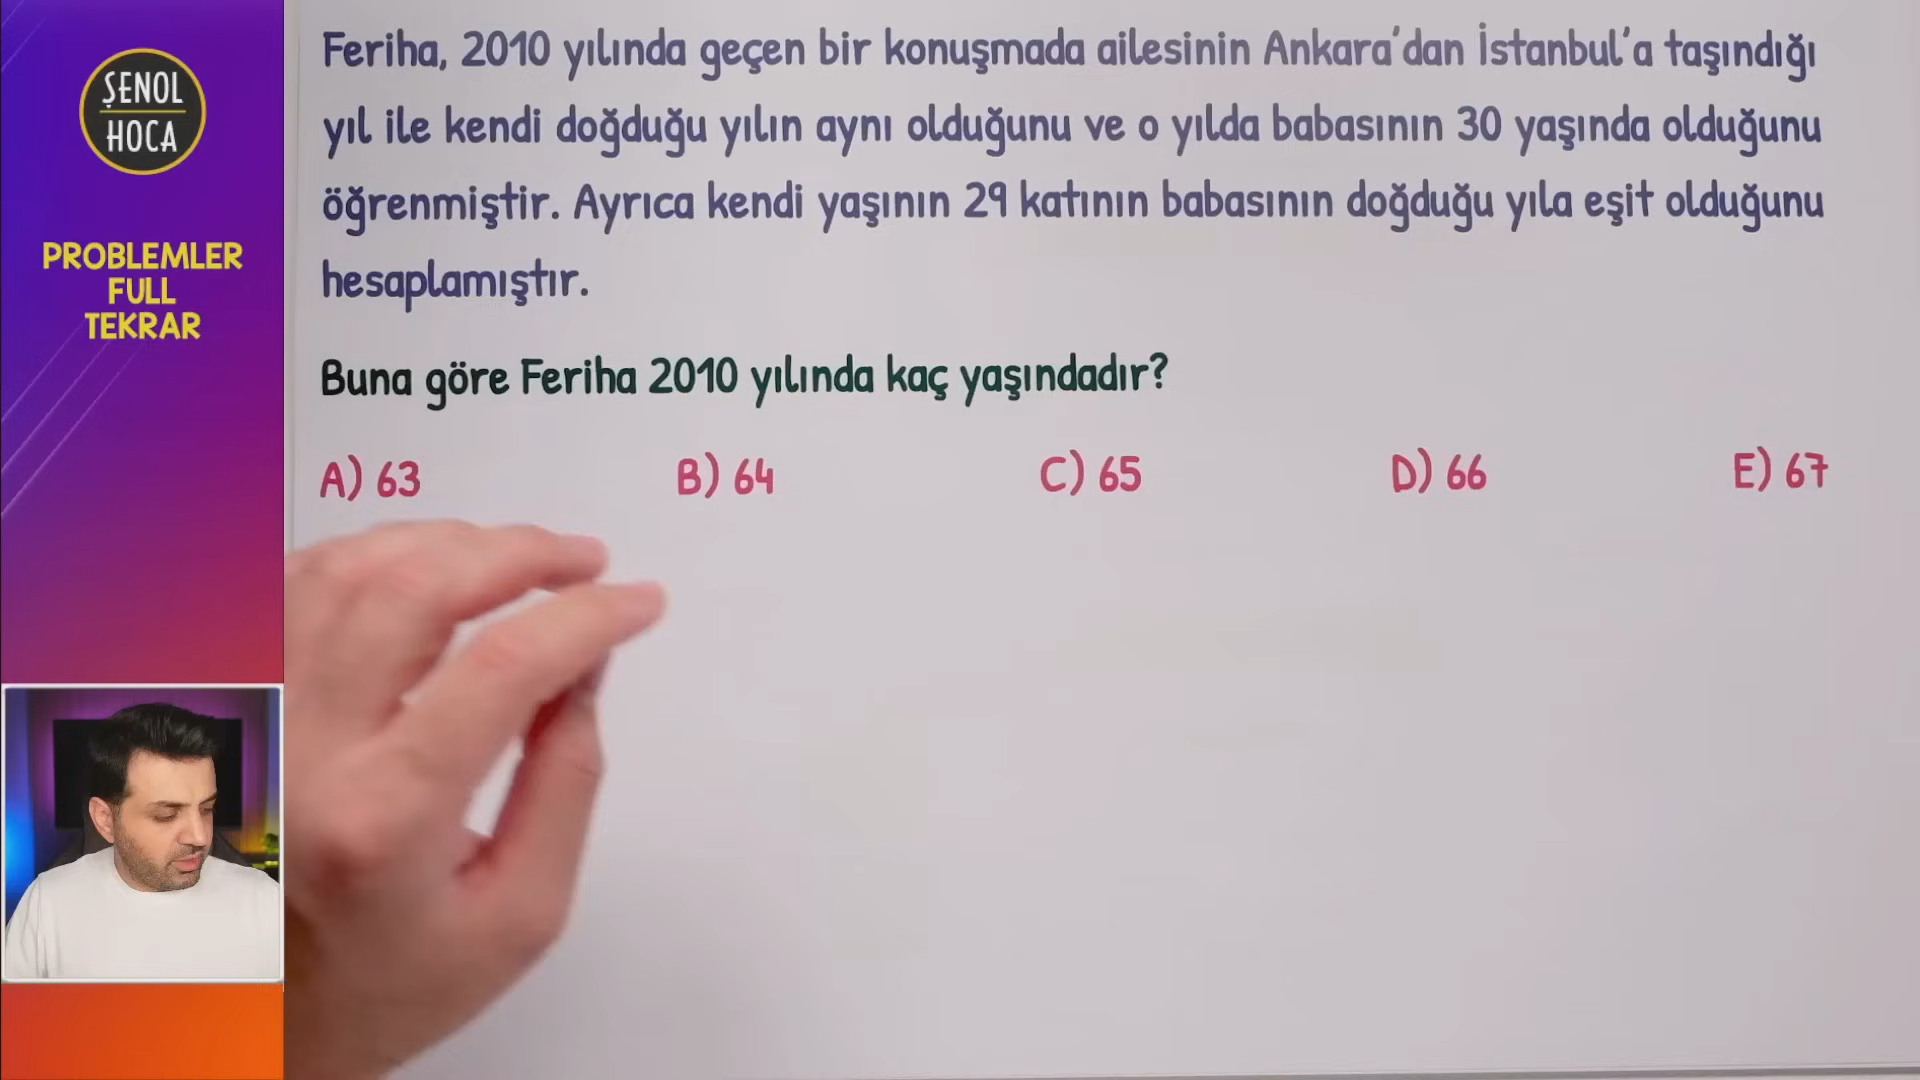 ŞENOL
HOCA
PROBLEMLER
FULL
TEKRAR
Feriha, 2010 yılında geçen bir konuşmada ailesinin Ankara'dan İstanbul'a taşındığı
yıl ile kendi doğduğu yılın aynı olduğunu ve o yılda babasının 30 yaşında olduğunu
öğrenmiştir. Ayrıca kendi yaşının 29 katının babasının doğduğu yıla eşit olduğunu
hesaplamıştır.
Buna göre Feriha 2010 yılında kaç yaşındadır?
A) 63 B) 64 C) 65 D) 66 E) 67